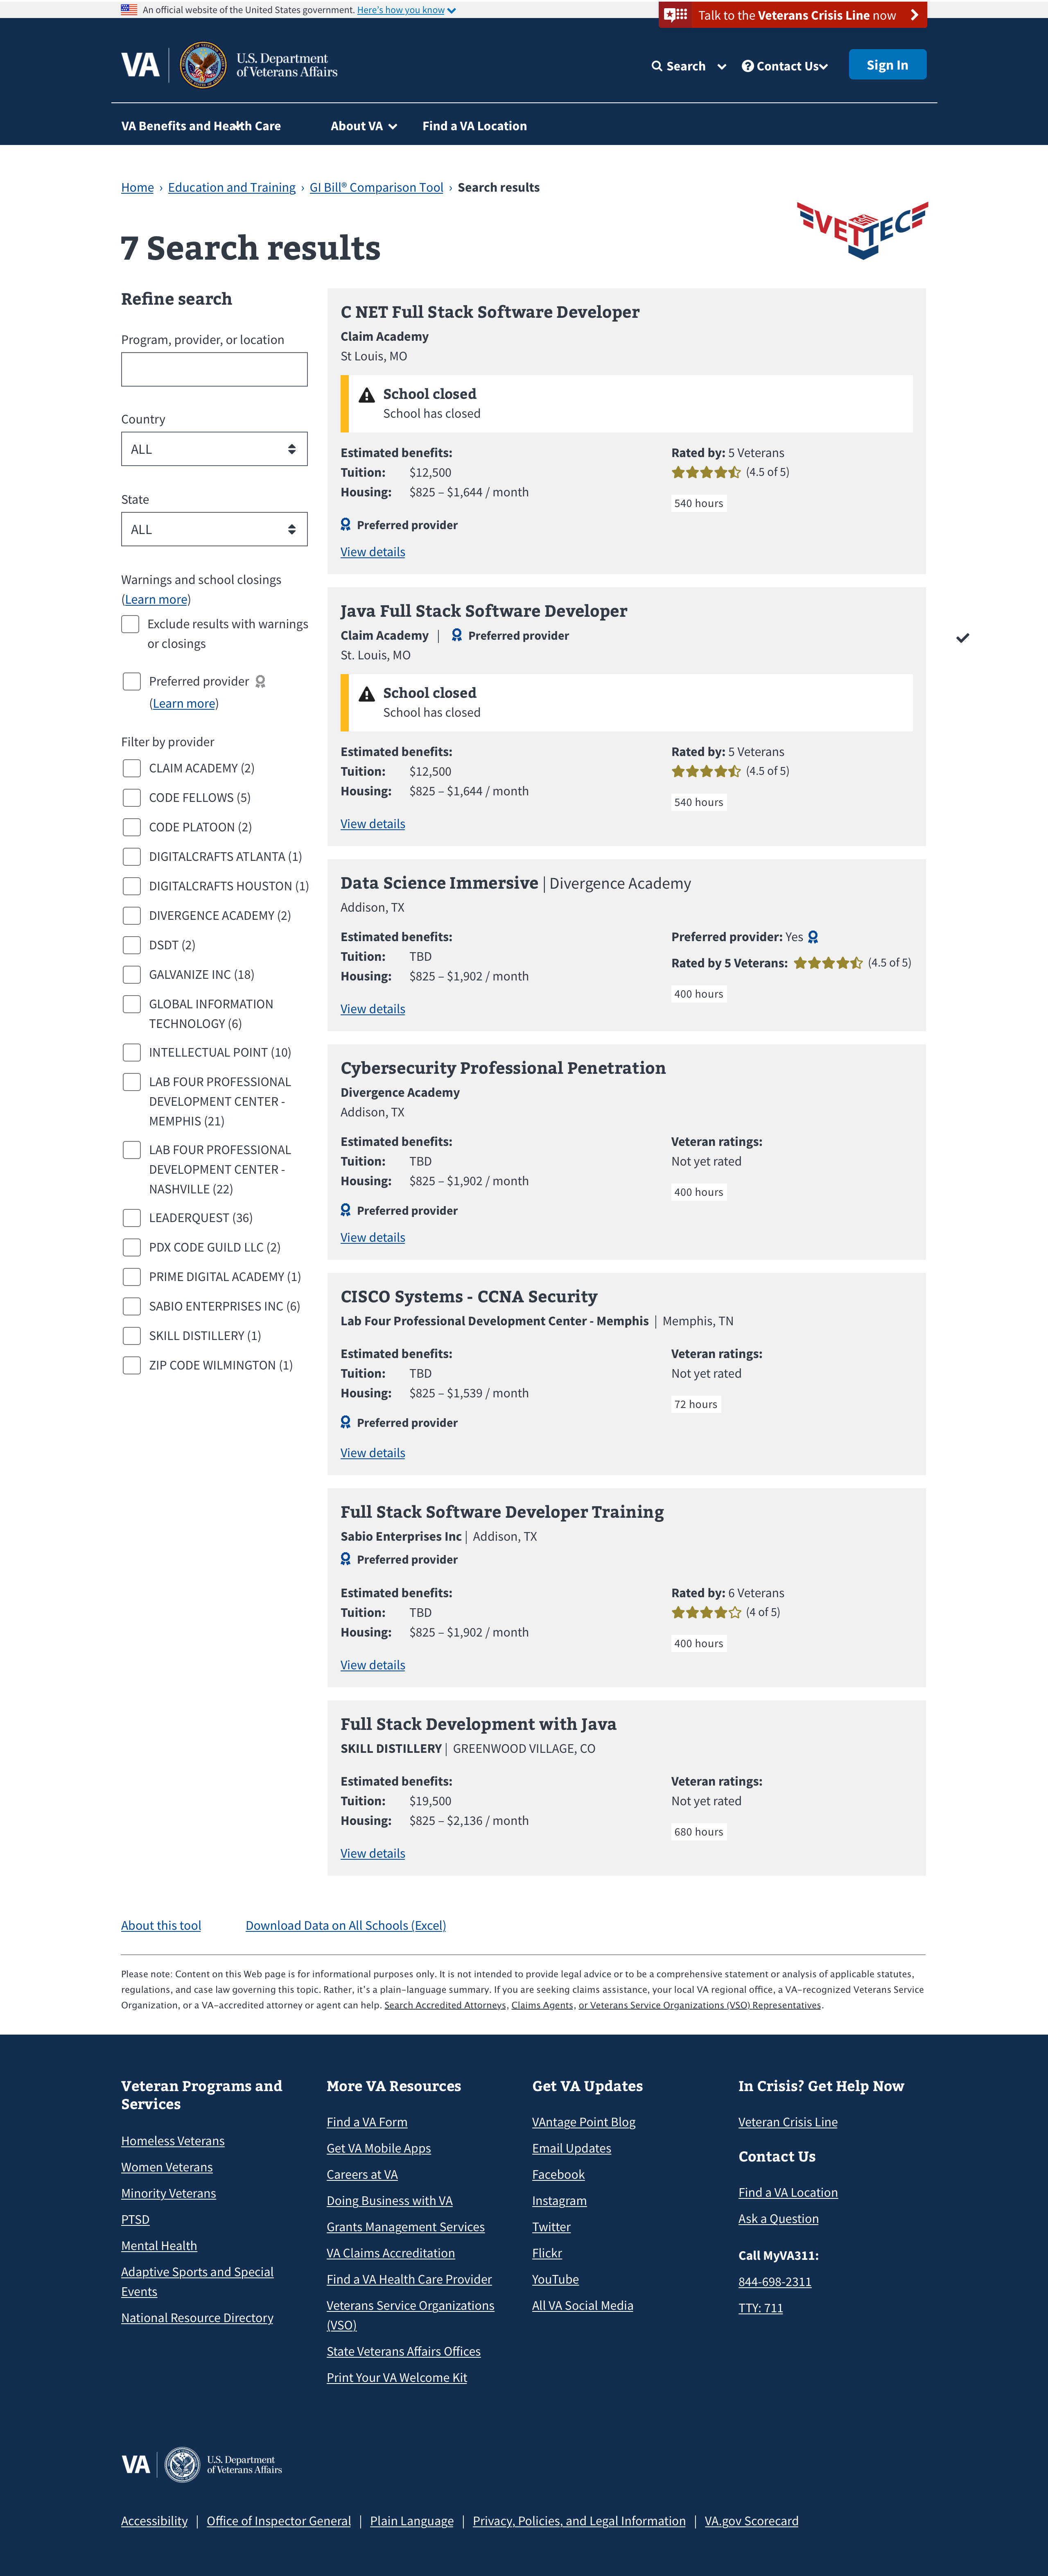 An official website of the United States government. Here's how you know
Talk to the Veterans Crisis Line now
VA U.S. Department of Veterans Affairs
Search
Contact Us
Sign In
VA Benefits and Health Care
About VA
Find a VA Location
Home › Education and Training › GI Bill® Comparison Tool › Search results
7 Search results
VET TEC
Refine search
Program, provider, or location
Country
ALL
State
ALL
Warnings and school closings
(Learn more)
Exclude results with warnings
or closings
Preferred provider
(Learn more)
Filter by provider
CLAIM ACADEMY (2)
CODE FELLOWS (5)
CODE PLATOON (2)
DIGITALCRAFTS ATLANTA (1)
DIGITALCRAFTS HOUSTON (1)
DIVERGENCE ACADEMY (2)
DSDT (2)
GALVANIZE INC (18)
GLOBAL INFORMATION
TECHNOLOGY (6)
INTELLECTUAL POINT (10)
LAB FOUR PROFESSIONAL
DEVELOPMENT CENTER -
MEMPHIS (21)
LAB FOUR PROFESSIONAL
DEVELOPMENT CENTER -
NASHVILLE (22)
LEADERQUEST (36)
PDX CODE GUILD LLC (2)
PRIME DIGITAL ACADEMY (1)
SABIO ENTERPRISES INC (6)
SKILL DISTILLERY (1)
ZIP CODE WILMINGTON (1)
C NET Full Stack Software Developer
Claim Academy
St Louis, MO
School closed
School has closed
Estimated benefits:
Tuition: $12,500
Housing: $825 – $1,644 / month
Preferred provider
View details
Rated by: 5 Veterans
(4.5 of 5)
540 hours
Java Full Stack Software Developer
Claim Academy | Preferred provider
St. Louis, MO
School closed
School has closed
Estimated benefits:
Tuition: $12,500
Housing: $825 – $1,644 / month
View details
Rated by: 5 Veterans
(4.5 of 5)
540 hours
Data Science Immersive | Divergence Academy
Addison, TX
Estimated benefits:
Tuition: TBD
Housing: $825 – $1,902 / month
View details
Preferred provider: Yes
Rated by 5 Veterans: (4.5 of 5)
400 hours
Cybersecurity Professional Penetration
Divergence Academy
Addison, TX
Estimated benefits:
Tuition: TBD
Housing: $825 – $1,902 / month
Preferred provider
View details
Veteran ratings:
Not yet rated
400 hours
CISCO Systems - CCNA Security
Lab Four Professional Development Center - Memphis | Memphis, TN
Estimated benefits:
Tuition: TBD
Housing: $825 – $1,539 / month
Preferred provider
View details
Veteran ratings:
Not yet rated
72 hours
Full Stack Software Developer Training
Sabio Enterprises Inc | Addison, TX
Preferred provider
Estimated benefits:
Tuition: TBD
Housing: $825 – $1,902 / month
View details
Rated by: 6 Veterans
(4 of 5)
400 hours
Full Stack Development with Java
SKILL DISTILLERY | GREENWOOD VILLAGE, CO
Estimated benefits:
Tuition: $19,500
Housing: $825 – $2,136 / month
View details
Veteran ratings:
Not yet rated
680 hours
About this tool
Download Data on All Schools (Excel)
Please note: Content on this Web page is for informational purposes only. It is not intended to provide legal advice or to be a comprehensive statement or analysis of applicable statutes,
regulations, and case law governing this topic. Rather, it's a plain-language summary. If you are seeking claims assistance, your local VA regional office, a VA-recognized Veterans Service
Organization, or a VA-accredited attorney or agent can help. Search Accredited Attorneys, Claims Agents, or Veterans Service Organizations (VSO) Representatives.
Veteran Programs and
Services
Homeless Veterans
Women Veterans
Minority Veterans
PTSD
Mental Health
Adaptive Sports and Special
Events
National Resource Directory
More VA Resources
Find a VA Form
Get VA Mobile Apps
Careers at VA
Doing Business with VA
Grants Management Services
VA Claims Accreditation
Find a VA Health Care Provider
Veterans Service Organizations
(VSO)
State Veterans Affairs Offices
Print Your VA Welcome Kit
Get VA Updates
VAntage Point Blog
Email Updates
Facebook
Instagram
Twitter
Flickr
YouTube
All VA Social Media
In Crisis? Get Help Now
Veteran Crisis Line
Contact Us
Find a VA Location
Ask a Question
Call MyVA311:
844-698-2311
TTY: 711
VA U.S. Department of Veterans Affairs
Accessibility | Office of Inspector General | Plain Language | Privacy, Policies, and Legal Information | VA.gov Scorecard